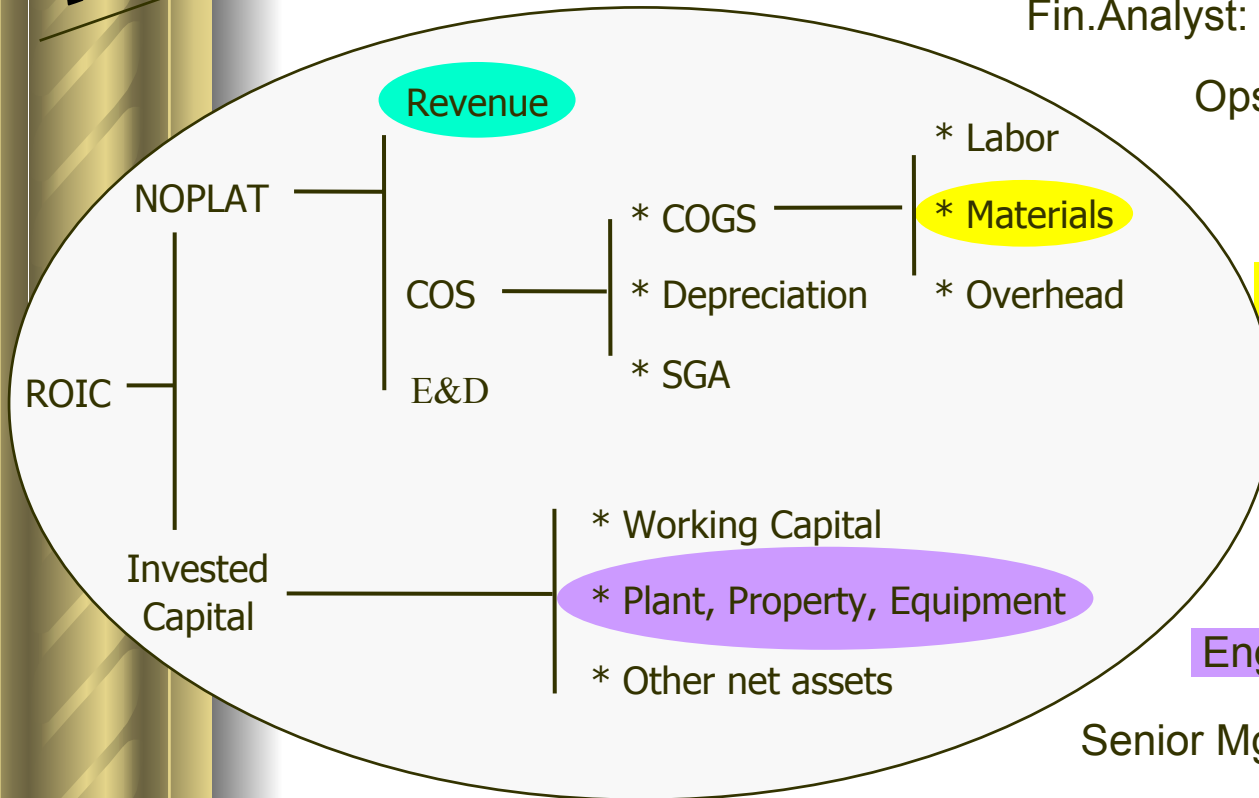 Fin.Analyst:
Ops
Revenue
* Labor
NOPLAT
* COGS
* Materials
COS
* Depreciation
* Overhead
ROIC
E&D
* SGA
* Working Capital
Invested
Capital
* Plant, Property, Equipment
* Other net assets
Eng
Senior Mg